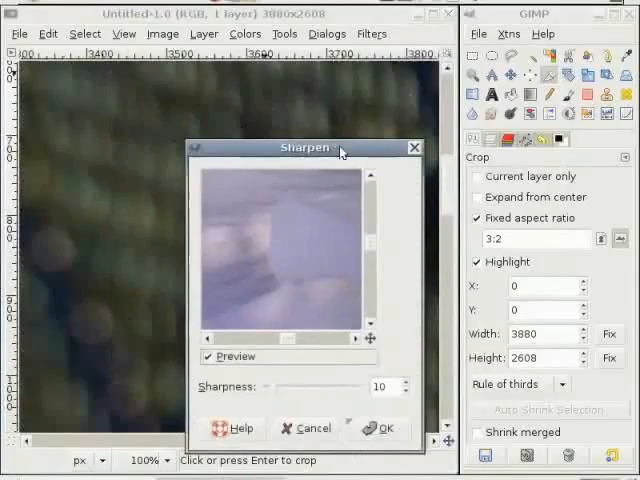 Untitled-1.0 (RGB, 1 layer) 3880x2608
File Edit Select View Image Layer Colors Tools Dialogs Filters
3400 3500 3600 3700 3800
Sharpen
Preview
Sharpness: 10
Help Cancel OK
px 100% Click or press Enter to crop
GIMP
File Xtns Help
Crop
Current layer only
Expand from center
Fixed aspect ratio
3:2
Highlight
X: 0
Y: 0
Width: 3880 Fix
Height: 2608 Fix
Rule of thirds
Auto Shrink Selection
Shrink merged